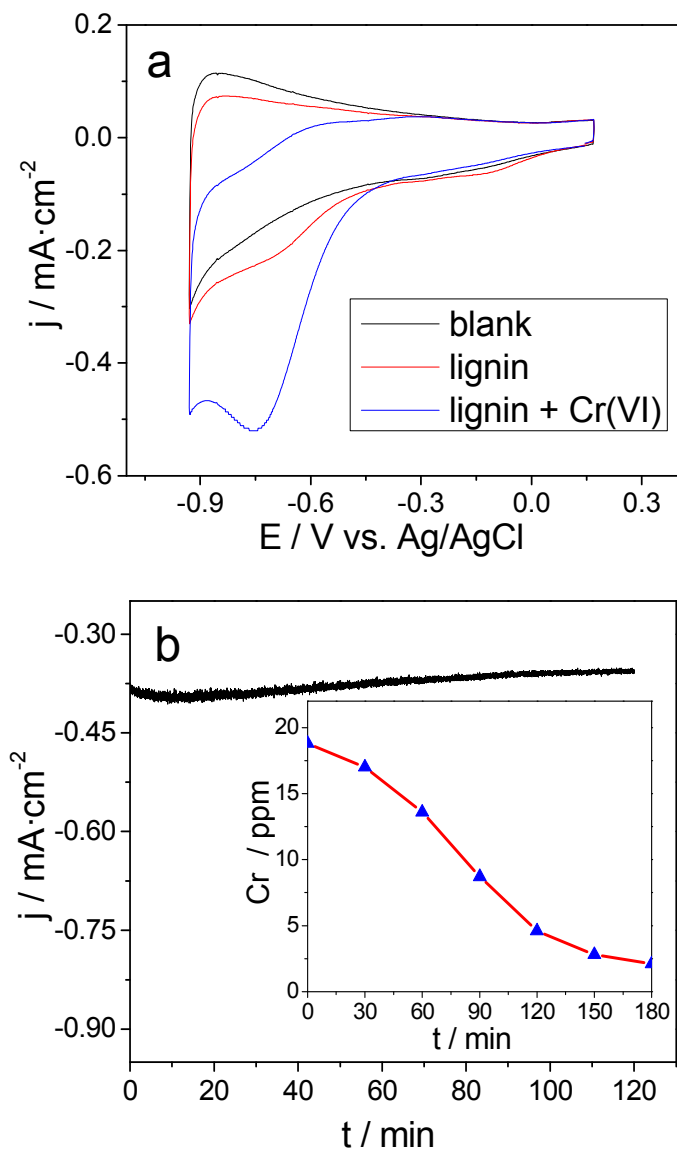 a
0.2
0.0
-0.2
-0.4
-0.6
j / mA·cm⁻²
blank
lignin
lignin + Cr(VI)
-0.9 -0.6 -0.3 0.0 0.3
E / V vs. Ag/AgCl
b
-0.30
-0.45
-0.60
-0.75
-0.90
j / mA·cm⁻²
20
15
10
5
0
Cr / ppm
0 30 60 90 120 150 180
t / min
0 20 40 60 80 100 120
t / min